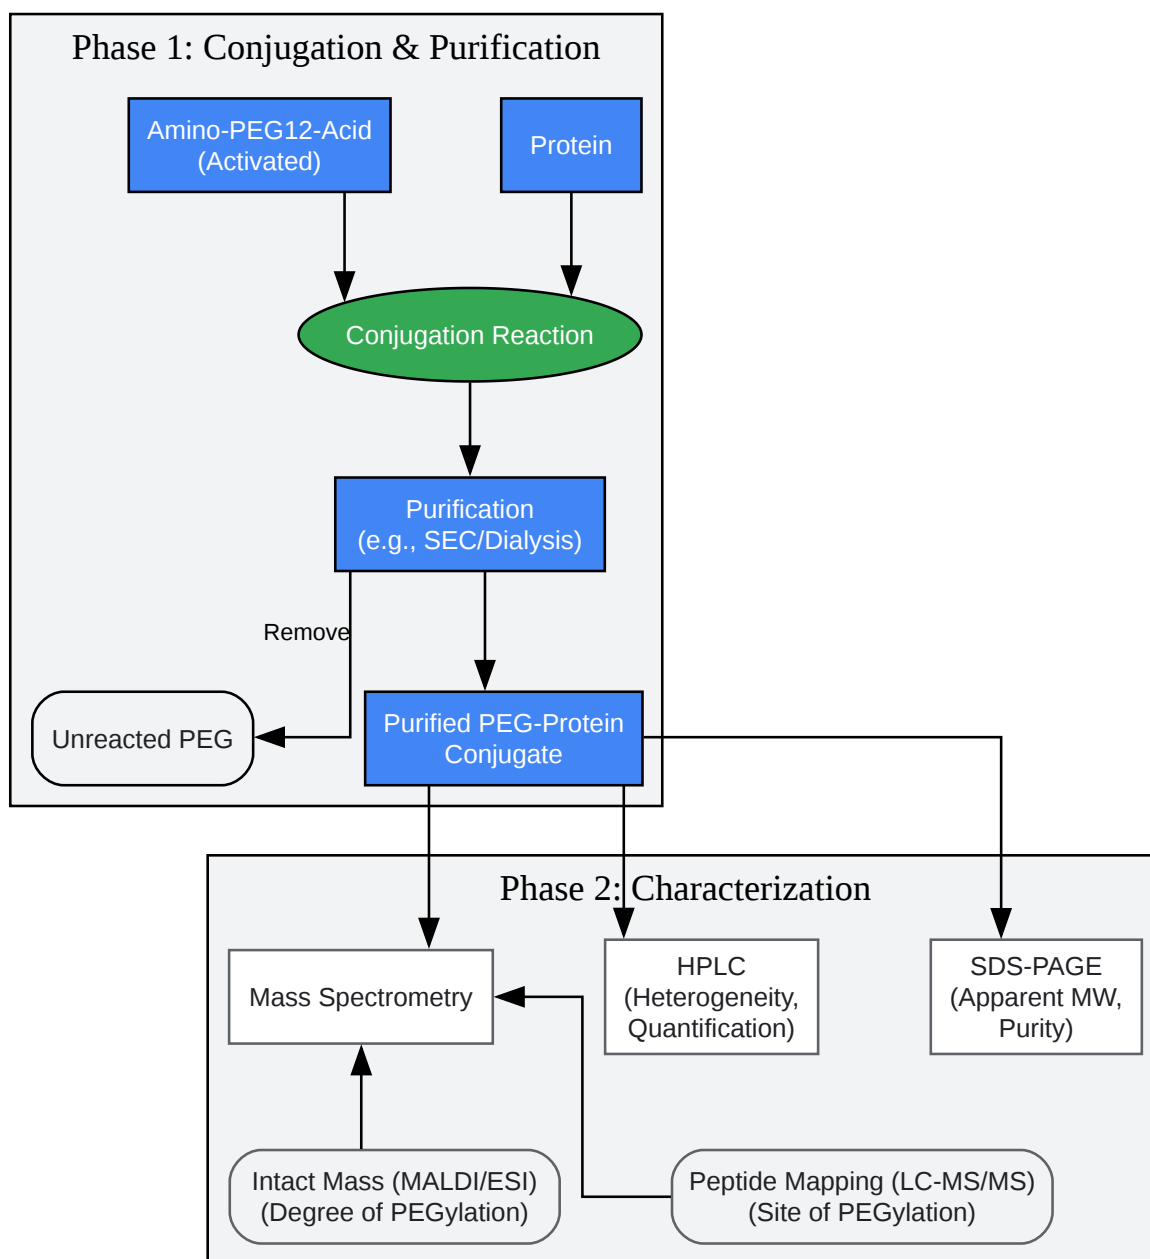 Phase 1: Conjugation & Purification
Amino-PEG12-Acid
(Activated)
Protein
Conjugation Reaction
Purification
(e.g., SEC/Dialysis)
Remove
Unreacted PEG
Purified PEG-Protein
Conjugate
Phase 2: Characterization
Mass Spectrometry
HPLC
(Heterogeneity,
Quantification)
SDS-PAGE
(Apparent MW,
Purity)
Intact Mass (MALDI/ESI)
(Degree of PEGylation)
Peptide Mapping (LC-MS/MS)
(Site of PEGylation)